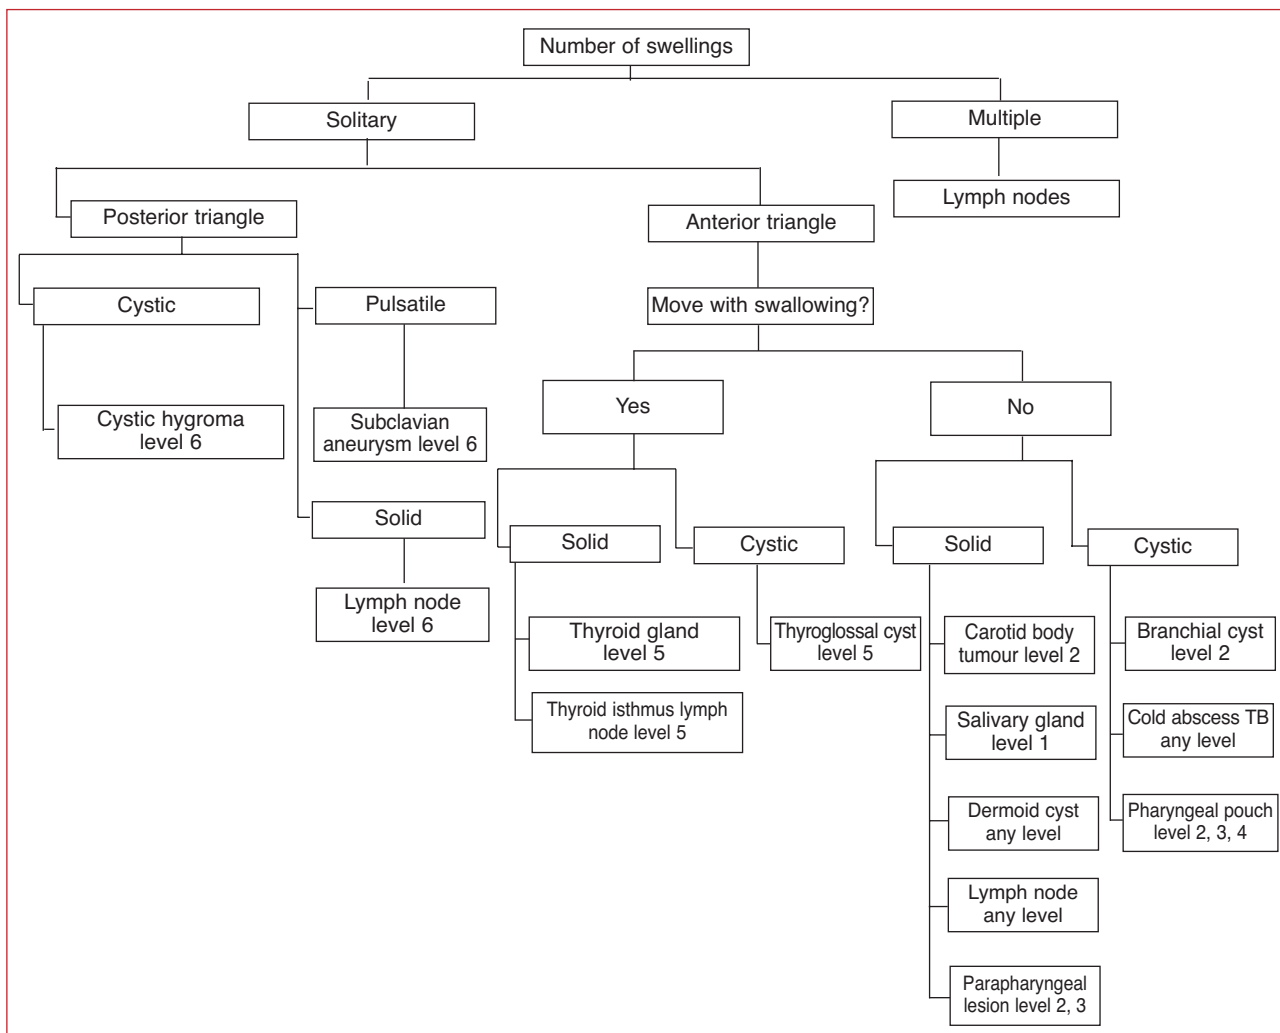 Number of swellings
Solitary
Multiple
Lymph nodes
Posterior triangle
Anterior triangle
Cystic
Pulsatile
Move with swallowing?
Cystic hygroma
level 6
Subclavian
aneurysm level 6
Yes
No
Solid
Lymph node
level 6
Solid
Cystic
Solid
Cystic
Thyroid gland
level 5
Thyroid isthmus lymph
node level 5
Thyroglossal cyst
level 5
Carotid body
tumour level 2
Salivary gland
level 1
Dermoid cyst
any level
Lymph node
any level
Parapharyngeal
lesion level 2, 3
Branchial cyst
level 2
Cold abscess TB
any level
Pharyngeal pouch
level 2, 3, 4